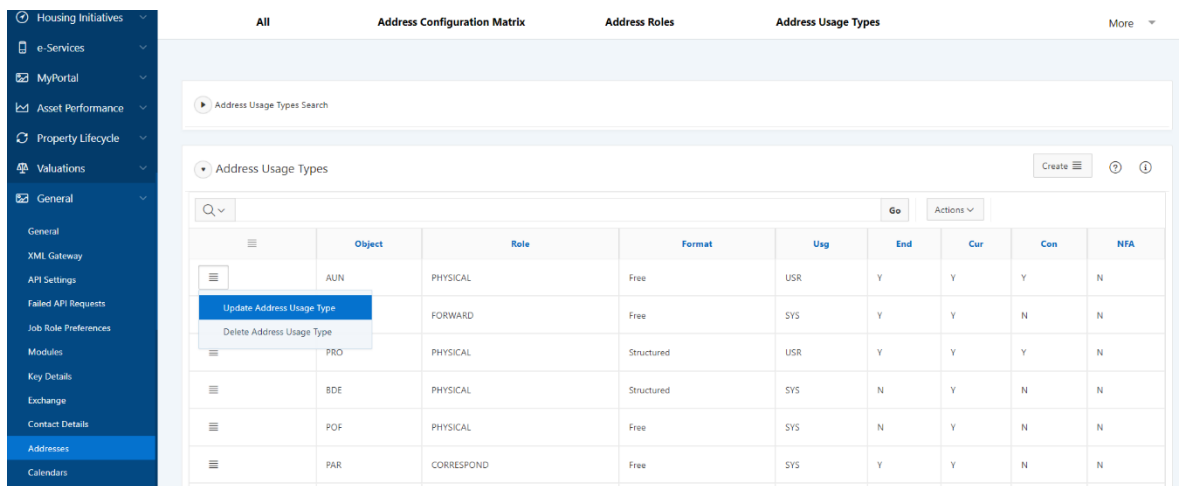 Housing Initiatives
e-Services
MyPortal
Asset Performance
Property Lifecycle
Valuations
General
General
XML Gateway
API Settings
Failed API Requests
Job Role Preferences
Modules
Key Details
Exchange
Contact Details
Addresses
Calendars
All Address Configuration Matrix Address Roles Address Usage Types More
Address Usage Types Search
Address Usage Types Create
Go Actions
Object Role Format Usg End Cur Con NFA
AUN PHYSICAL Free USR Y Y Y N
Update Address Usage Type
FORWARD Free SYS Y Y N N
Delete Address Usage Type
PRO PHYSICAL Structured USR Y Y Y N
BDE PHYSICAL Structured SYS N Y N N
POF PHYSICAL Free SYS N Y N N
PAR CORRESPOND Free SYS Y Y N N